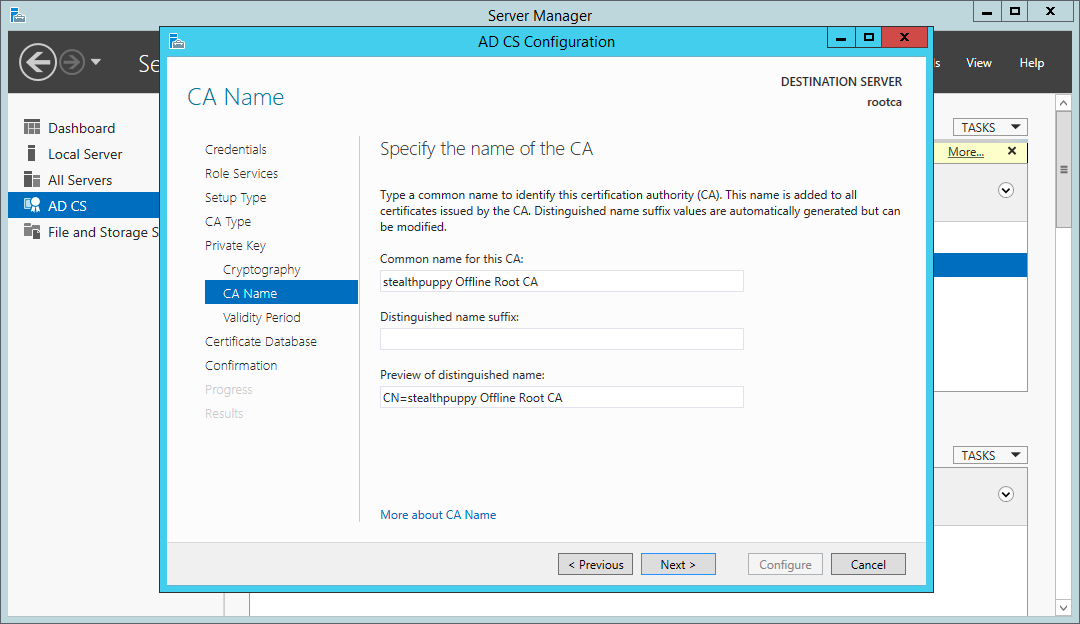 Server Manager
AD CS Configuration
View
Help
CA Name
DESTINATION SERVER
rootca
Dashboard
Local Server
All Servers
AD CS
File and Storage S
Credentials
Role Services
Setup Type
CA Type
Private Key
Cryptography
CA Name
Validity Period
Certificate Database
Confirmation
Progress
Results
Specify the name of the CA
Type a common name to identify this certification authority (CA). This name is added to all
certificates issued by the CA. Distinguished name suffix values are automatically generated but can
be modified.
Common name for this CA:
stealthpuppy Offline Root CA
Distinguished name suffix:
Preview of distinguished name:
CN=stealthpuppy Offline Root CA
More about CA Name
< Previous
Next >
Configure
Cancel
TASKS
More...
TASKS